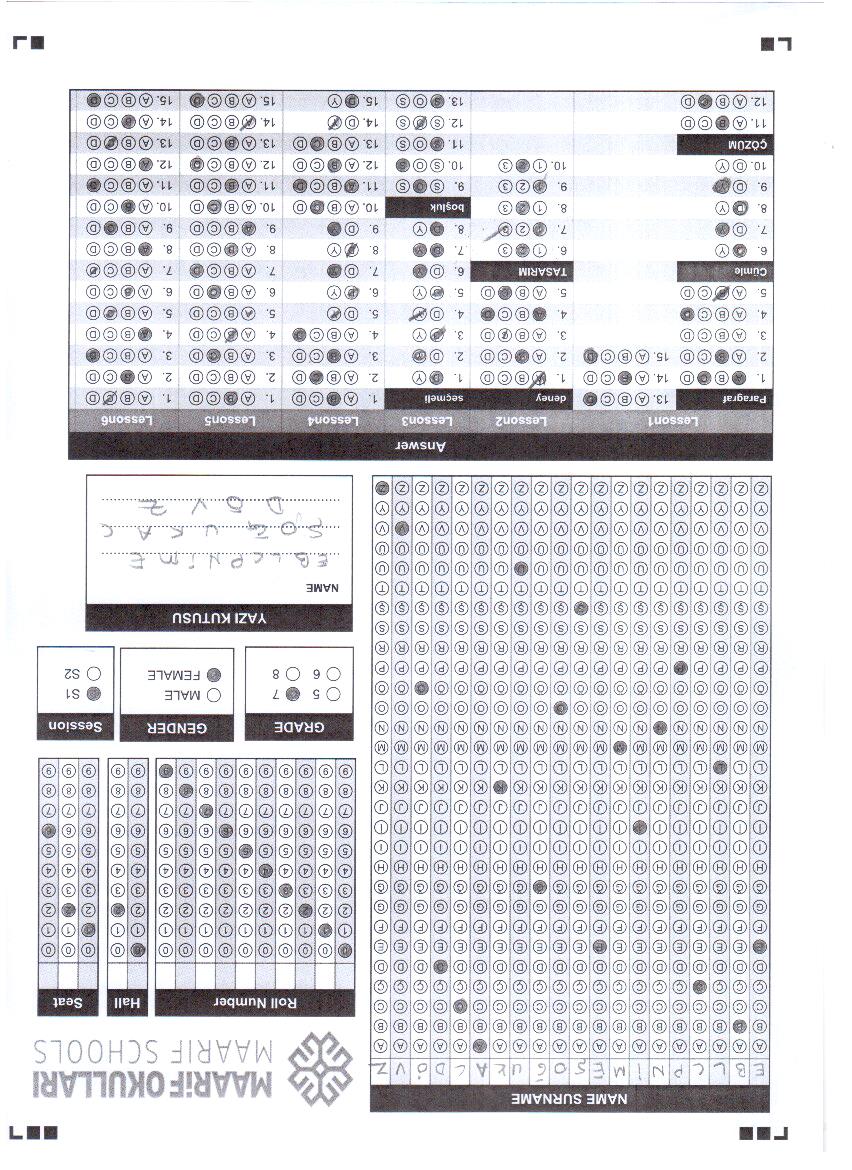 NAME SURNAME
E B L C P N İ M E Ş O Ğ U K A C D Ö V Z
MAARİF OKULLARI
MAARIF SCHOOLS
Roll Number
Hall
Seat
GRADE
5 7
6 8
GENDER
MALE
FEMALE
Session
S1
S2
YAZI KUTUSU
NAME
E B L C P N İ M E
Ş O Ğ U K A C
D Ö V Z
Answer
Lesson1 Lesson2 Lesson3 Lesson4 Lesson5 Lesson6
Paragraf 13. A B C D deney seçmeli 1. A B C D 1. A B C D 1. A B C D
1. A B C D 14. A B C D 1. A B C D 1. D Y 2. A B C D 2. A B C D 2. A B C D
2. A B C D 15. A B C D 2. A B C D 2. D Y 3. A B C D 3. A B C D 3. A B C D
3. A B C D 3. A B C D 3. D Y 4. A B C D 4. A B C D 4. A B C D
4. A B C D 4. A B C D 4. D Y 5. D Y 5. A B C D 5. A B C D
5. A B C D 5. A B C D 5. D Y 6. D Y 6. A B C D 6. A B C D
Cümle TASARIM 6. D Y 7. D Y 7. A B C D 7. A B C D
6. D Y 6. 1 2 3 7. D Y 8. D Y 8. A B C D 8. A B C D
7. D Y 7. 1 2 3 8. D Y 9. D Y 9. A B C D 9. A B C D
8. D Y 8. 1 2 3 boşluk 10. A B C D 10. A B C D 10. A B C D
9. D Y 9. 1 2 3 9. S O S 11. A B C D 11. A B C D 11. A B C D
10. D Y 10. 1 2 3 10. S O S 12. A B C D 12. A B C D 12. A B C D
ÇÖZÜM 11. S O S 13. A B C D 13. A B C D 13. A B C D
11. A B C D 12. S O S 14. D Y 14. A B C D 14. A B C D
12. A B C D 13. S O S 15. D Y 15. A B C D 15. A B C D